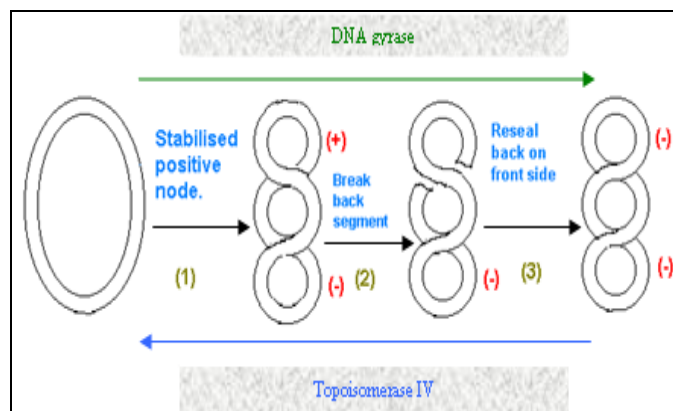 DNA gyrase
Stabilised
positive
node.
(1)
(+)
(-)
Break
back
segment
(2)
(-)
Reseal
back on
front side
(3)
(-)
(-)
Topoisomerase IV